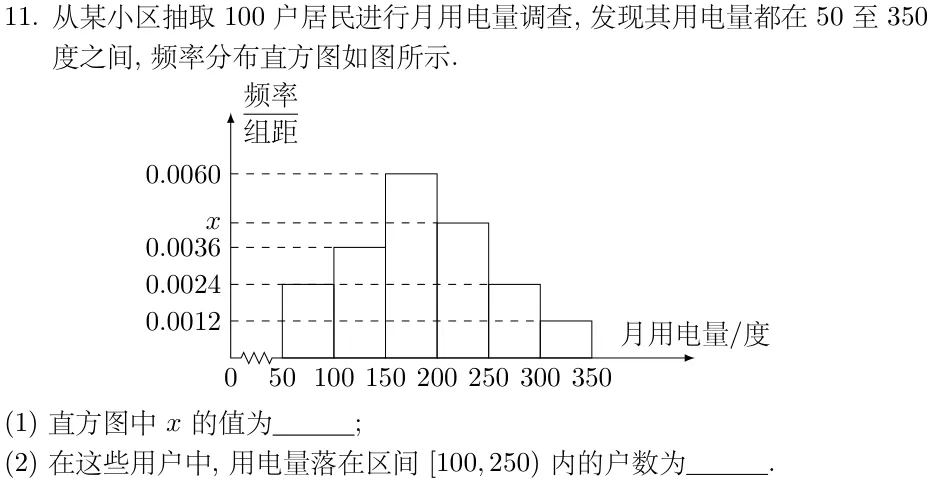 11. 从某小区抽取 100 户居民进行月用电量调查, 发现其用电量都在 50 至 350
度之间, 频率分布直方图如图所示.
频率
组距
0.0060
x
0.0036
0.0024
0.0012
月用电量/度
0 50 100 150 200 250 300 350
(1) 直方图中 x 的值为______;
(2) 在这些用户中, 用电量落在区间 [100, 250) 内的户数为______.